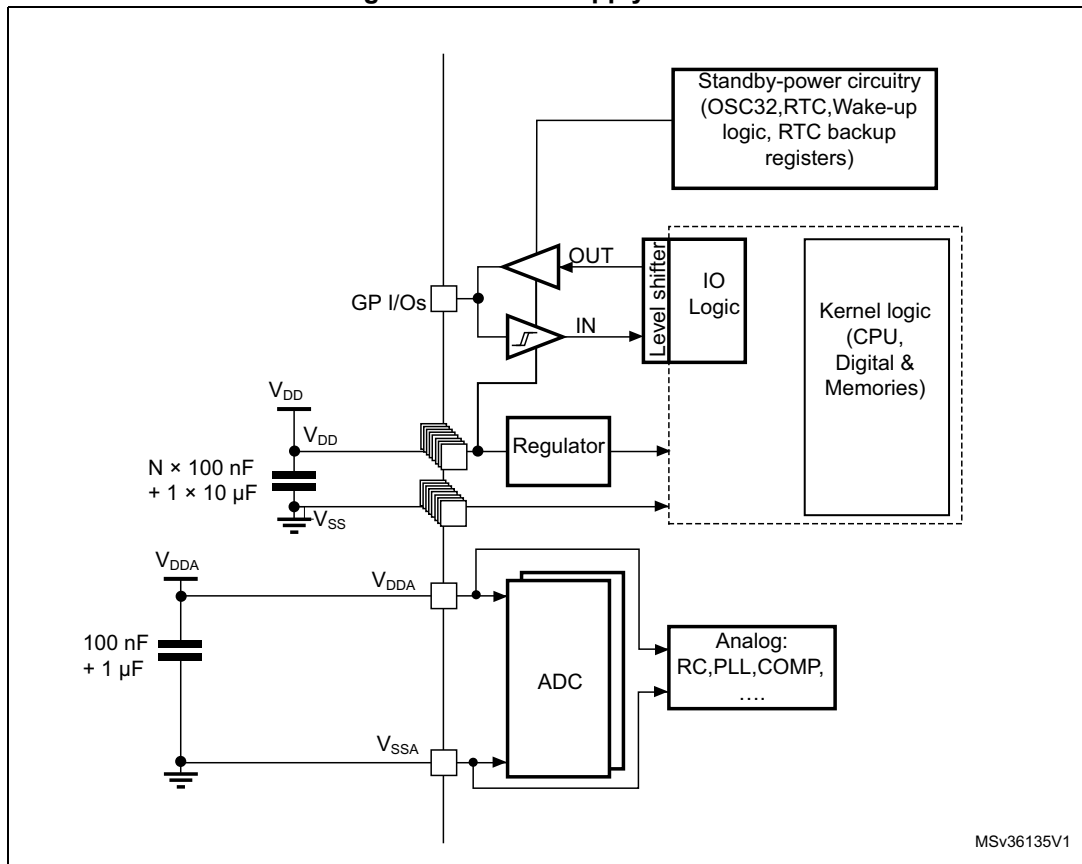 Standby-power circuitry
(OSC32,RTC,Wake-up
logic, RTC backup
registers)
OUT
Level shifter
IO
Logic
GP I/Os
IN
Kernel logic
(CPU,
Digital &
Memories)
VDD
VDD
Regulator
N × 100 nF
+ 1 × 10 µF
VSS
VDDA
VDDA
100 nF
+ 1 µF
ADC
Analog:
RC,PLL,COMP,
....
VSSA
MSv36135V1